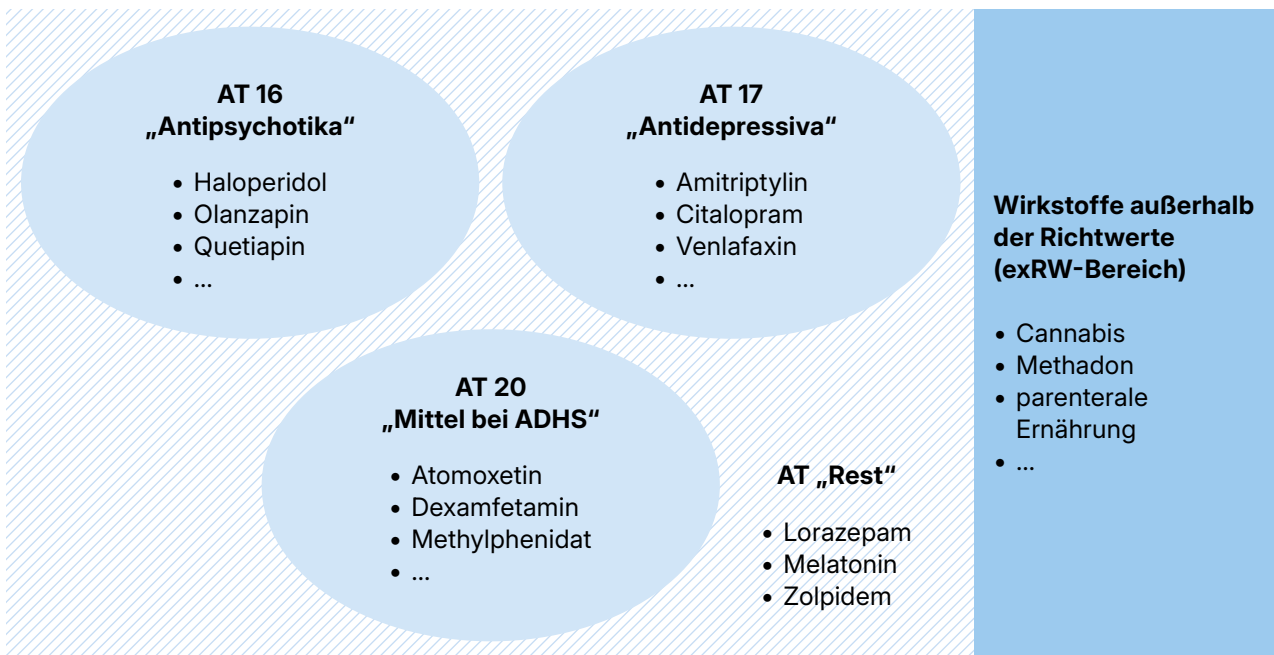 AT 16
„Antipsychotika“
• Haloperidol
• Olanzapin
• Quetiapin
• ...
AT 17
„Antidepressiva“
• Amitriptylin
• Citalopram
• Venlafaxin
• ...
AT 20
„Mittel bei ADHS“
• Atomoxetin
• Dexamfetamin
• Methylphenidat
• ...
AT „Rest“
• Lorazepam
• Melatonin
• Zolpidem
Wirkstoffe außerhalb
der Richtwerte
(exRW-Bereich)
• Cannabis
• Methadon
• parenterale
Ernährung
• ...